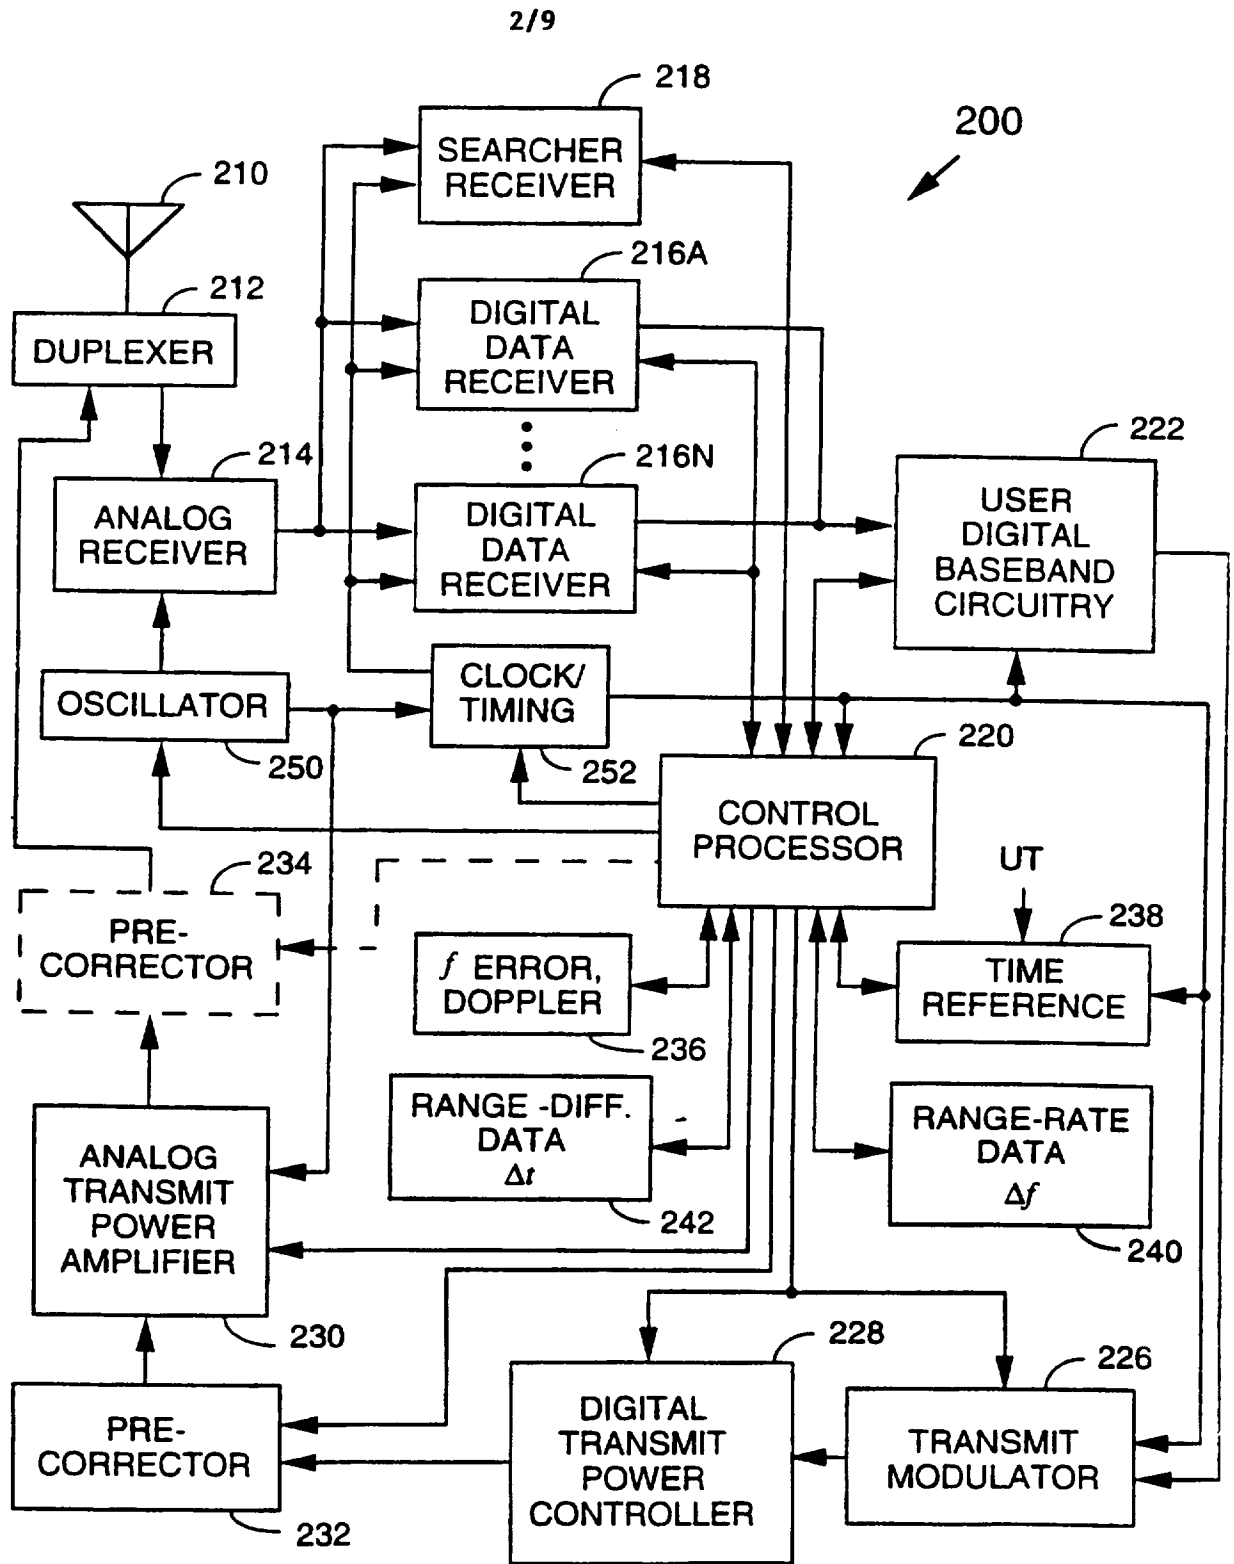 2/9
218
SEARCHER
RECEIVER
200
210
216A
212
DIGITAL
DATA
RECEIVER
DUPLEXER
222
214
216N
USER
DIGITAL
BASEBAND
CIRCUITRY
ANALOG
RECEIVER
DIGITAL
DATA
RECEIVER
CLOCK/
TIMING
OSCILLATOR
250
252
220
CONTROL
PROCESSOR
234
UT
PRE-
CORRECTOR
238
f ERROR,
DOPPLER
TIME
REFERENCE
236
RANGE -DIFF.
DATA
Δt
RANGE-RATE
DATA
Δf
ANALOG
TRANSMIT
POWER
AMPLIFIER
242
240
230
228
226
PRE-
CORRECTOR
DIGITAL
TRANSMIT
POWER
CONTROLLER
TRANSMIT
MODULATOR
232